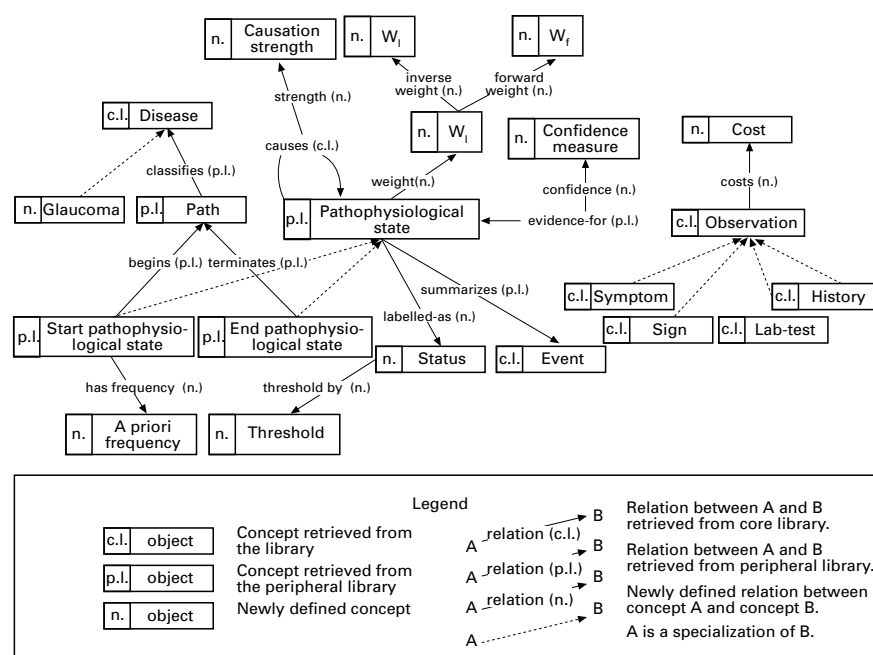 n. Causation
strength
n. W_I
n. W_f
inverse
weight (n.)
forward
weight (n.)
strength (n.)
c.l. Disease
n. W_I
n. Confidence
measure
n. Cost
causes (c.l.)
classifies (p.l.)
weight(n.)
confidence (n.)
costs (n.)
n. Glaucoma
p.l. Path
p.l. Pathophysiological
state
evidence-for (p.l.)
c.l. Observation
begins (p.l.)
terminates (p.l.)
summarizes (p.l.)
c.l. Symptom
c.l. History
labelled-as (n.)
p.l. Start pathophysio-
logical state
p.l. End pathophysio-
logical state
c.l. Sign
c.l. Lab-test
n. Status
c.l. Event
has frequency (n.)
threshold by (n.)
n. A priori
frequency
n. Threshold
Legend
c.l. object
Concept retrieved from
the library
p.l. object
Concept retrieved from
the peripheral library
n. object
Newly defined concept
A relation (c.l.) B
Relation between A and B
retrieved from core library.
A relation (p.l.) B
Relation between A and B
retrieved from peripheral library.
A relation (n.) B
Newly defined relation between
concept A and concept B.
A B
A is a specialization of B.